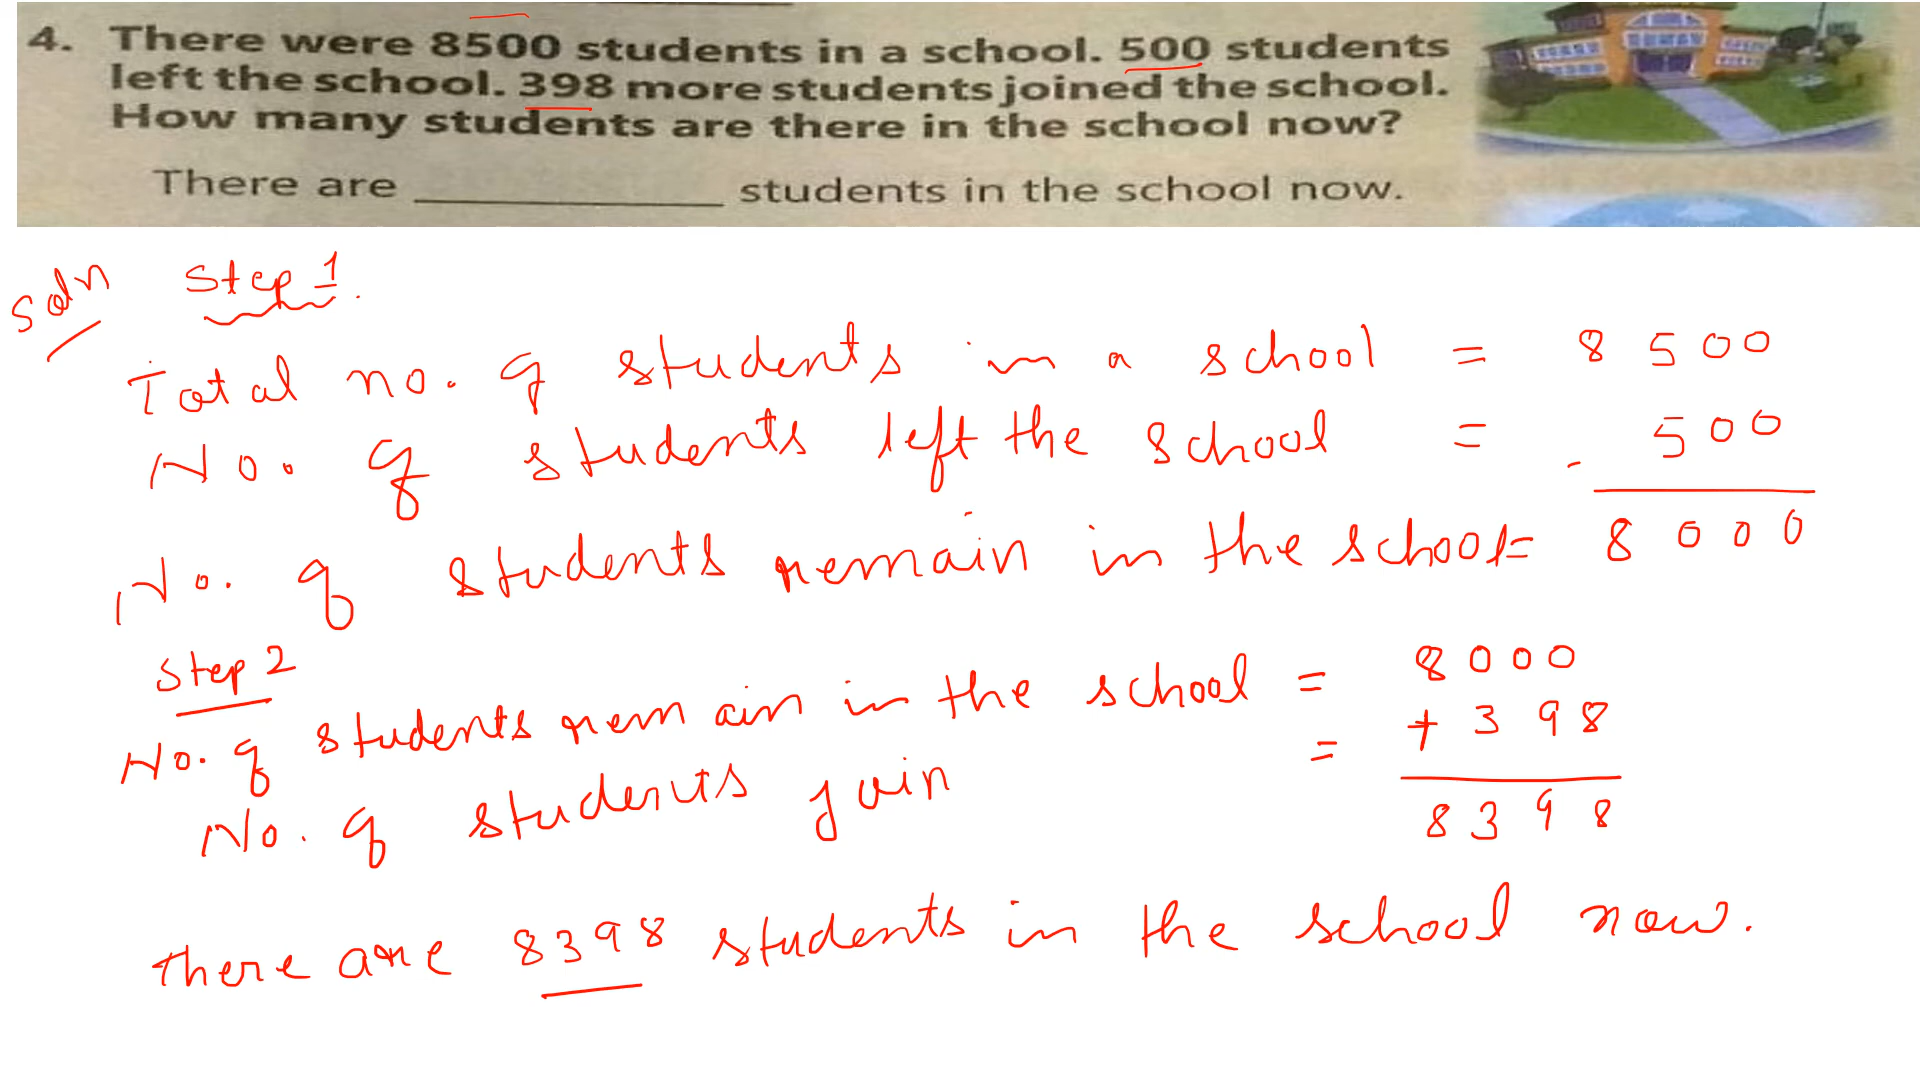 4. There were 8500 students in a school. 500 students
left the school. 398 more students joined the school.
How many students are there in the school now?
There are ____________ students in the school now.
Soln Step 1.
Total no. of students in a school = 8500
No. of students left the school = - 500
No. of students remain in the school = 8000
Step 2
No. of students remain in the school = 8000
No. of students join = + 398
8398
There are 8398 students in the school now.